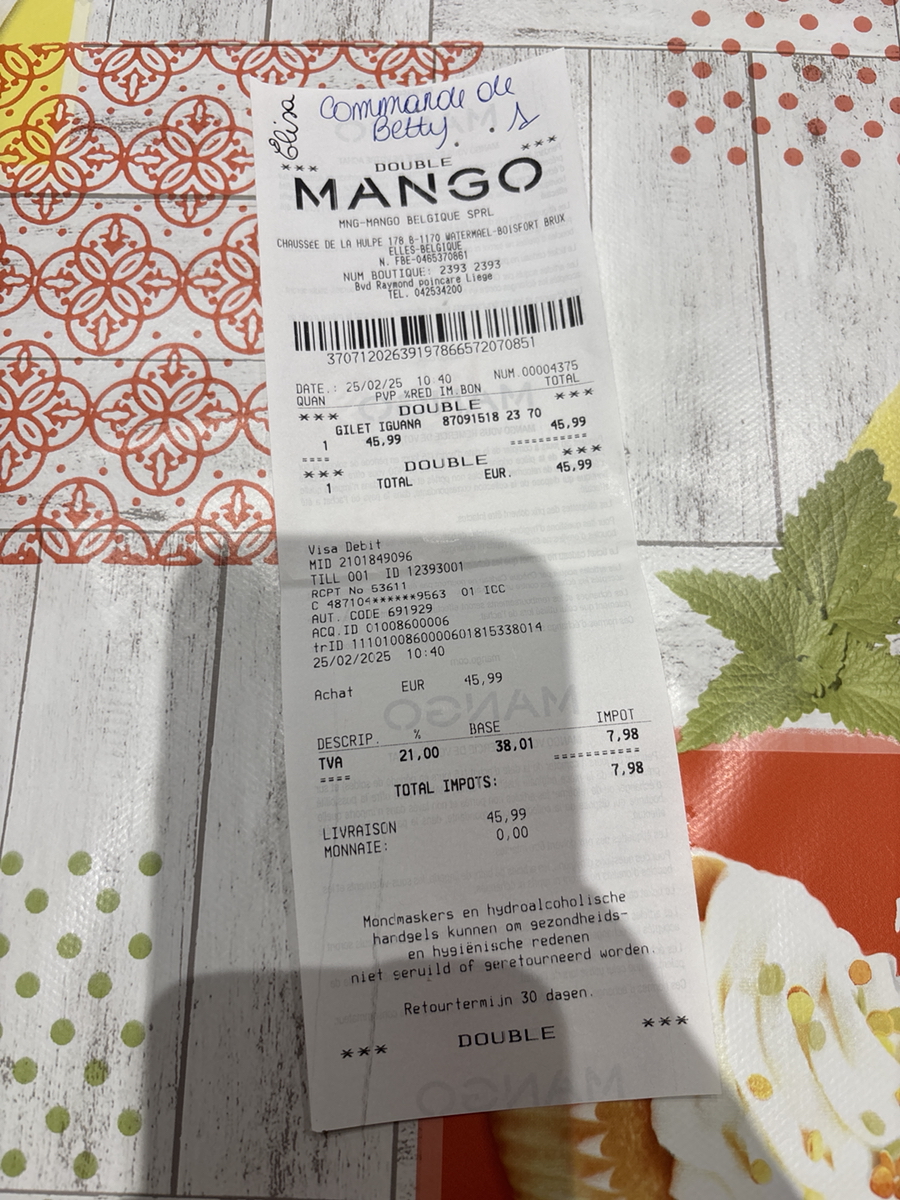 Elisa
Commande de
Betty. . 1
*** DOUBLE ***
MANGO
MNG-MANGO BELGIQUE SPRL
CHAUSSEE DE LA HULPE 178 B-1170 WATERMAEL-BOISFORT BRUX
ELLES-BELGIQUE
N. FBE-0465370861
NUM BOUTIQUE: 2393 2393
Bvd Raymond poincare Liege
TEL. 042534200
37071202639197866572070851
DATE.: 25/02/25 10 40 NUM.00004375
QUAN PVP %RED IM.BON TOTAL
*** DOUBLE ***
GILET IGUANA 87091518 23 70
1 45,99 45,99
==== ===========
*** DOUBLE ***
1 TOTAL EUR. 45,99
Visa Debit
MID 2101849096
TILL 001 ID 12393001
RCPT No 53611
C 487104******9563 01 ICC
AUT. CODE 691929
ACQ.ID 01008600006
trID 1110100860000601815338014
25/02/2025 10:40
Achat EUR 45,99
DESCRIP. % BASE IMPOT
TVA 21,00 38,01 7,98
==== ===========
TOTAL IMPOTS: 7,98
LIVRAISON 45,99
MONNAIE: 0,00
Mondmaskers en hydroalcoholische
handgels kunnen om gezondheids-
en hygiënische redenen
niet geruild of geretourneerd worden.
Retourtermijn 30 dagen.
*** DOUBLE ***